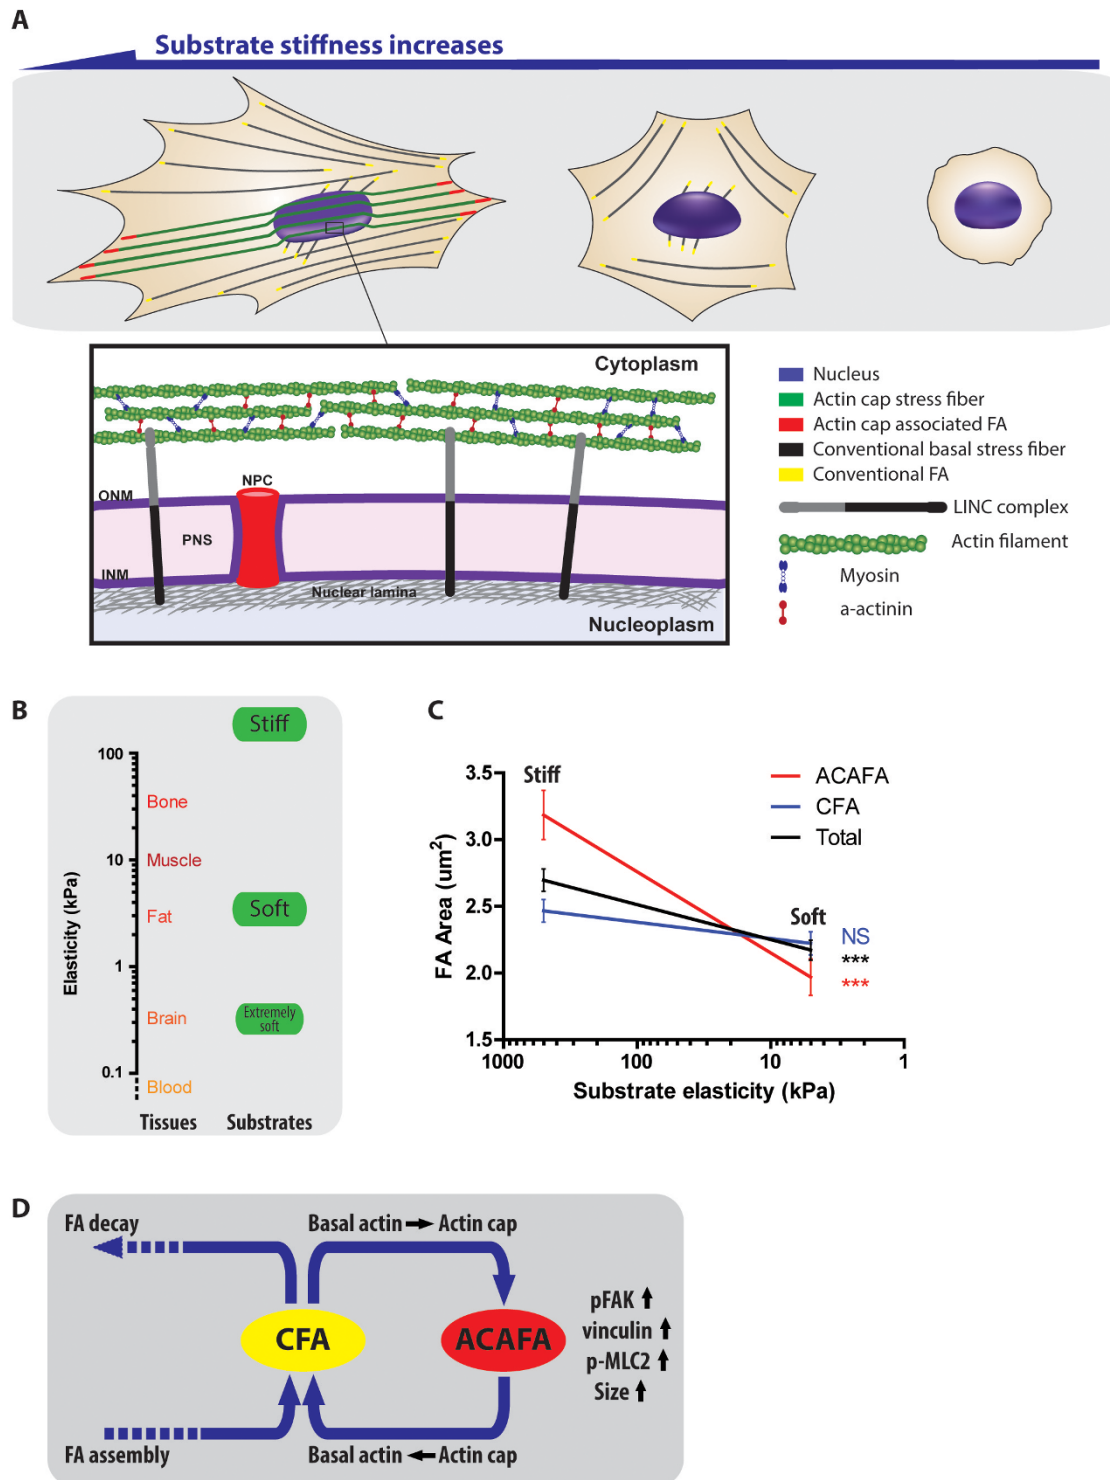 A
Substrate stiffness increases
Cytoplasm
ONM
NPC
PNS
INM
Nuclear lamina
Nucleoplasm
Nucleus
Actin cap stress fiber
Actin cap associated FA
Conventional basal stress fiber
Conventional FA
LINC complex
Actin filament
Myosin
a-actinin
B
Stiff
100
Bone
Muscle
10
Soft
Fat
Elasticity (kPa)
1
Extremely
soft
Brain
0.1
Blood
Tissues
Substrates
C
3.5
Stiff
ACAFA
CFA
Total
3.0
FA Area (um²)
2.5
Soft
NS
***
***
2.0
1.5
1000
100
10
1
Substrate elasticity (kPa)
D
FA decay
Basal actin → Actin cap
CFA
ACAFA
pFAK ↑
vinculin ↑
p-MLC2 ↑
Size ↑
FA assembly
Basal actin ← Actin cap